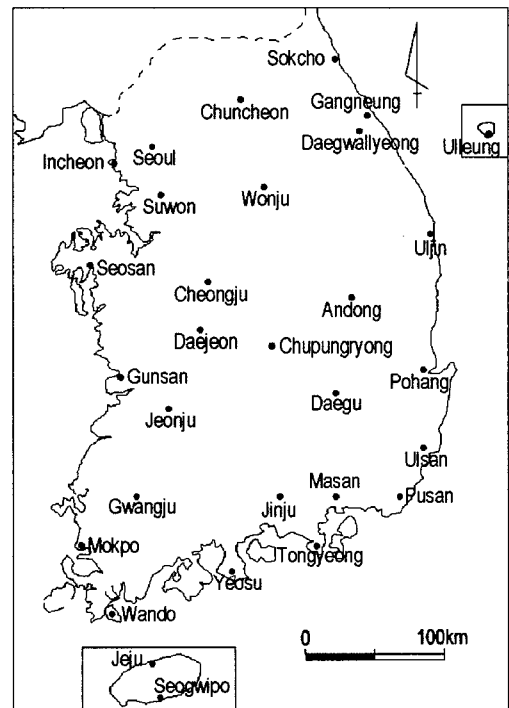 Sokcho
Chuncheon
Gangneung
Daegwallyeong
Ulleung
Seoul
Incheon
Wonju
Suwon
Uljin
Seosan
Cheongju
Andong
Daejeon
Chupungryong
Gunsan
Pohang
Daegu
Jeonju
Ulsan
Masan
Gwangju
Jinju
Pusan
Mokpo
Tongyeong
Yeosu
Wando
0 100km
Jeju
Seogwipo